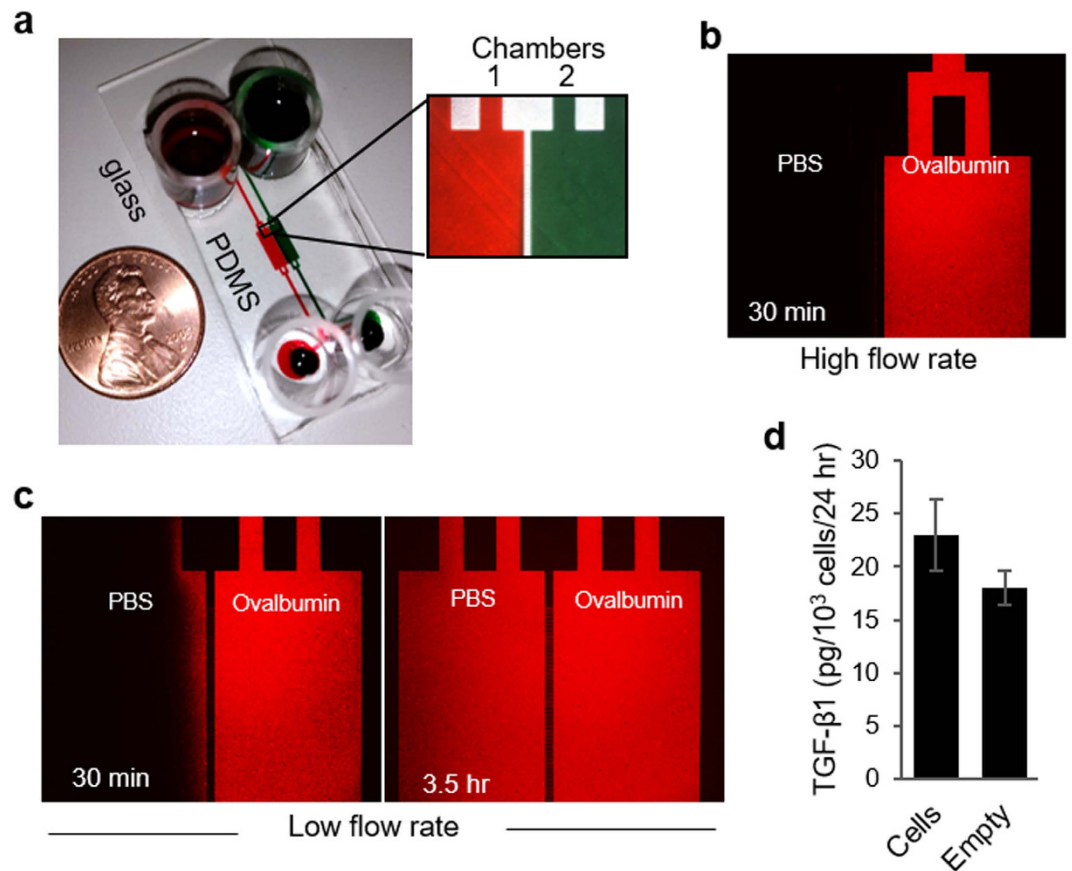 a
Chambers
1 2
glass
PDMS
b
PBS
Ovalbumin
30 min
High flow rate
c
PBS
Ovalbumin
30 min
PBS
Ovalbumin
3.5 hr
Low flow rate
d
TGF-β1 (pg/10³ cells/24 hr)
30
25
20
15
10
5
0
Cells
Empty